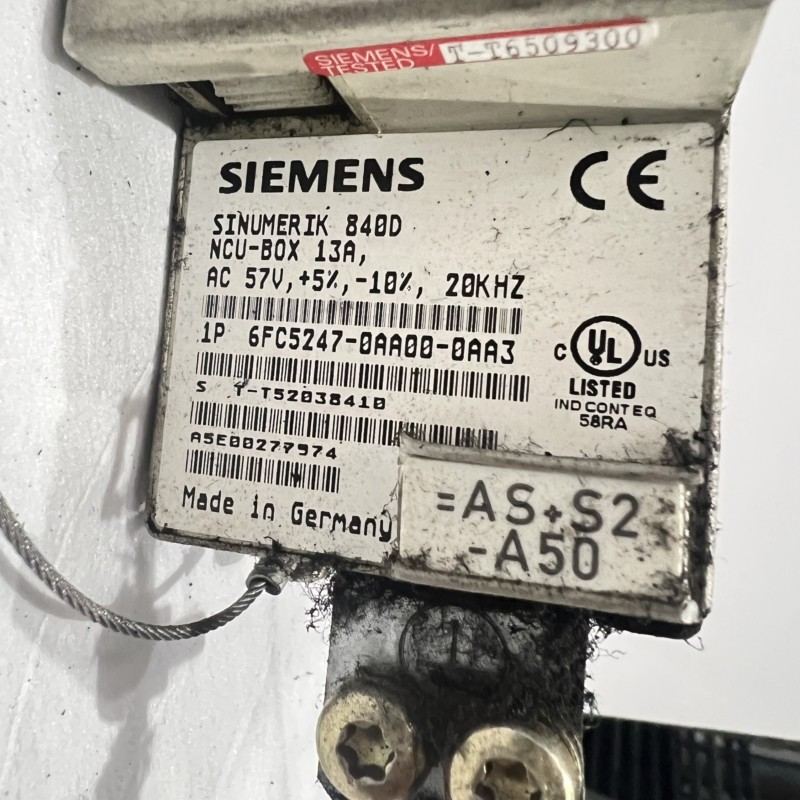 SIEMENS/
TESTED
T-T6509300
SIEMENS
CE
SINUMERIK 840D
NCU-BOX 13A,
AC 57V,+5%,-10%, 20KHZ
1P 6FC5247-0AA00-0AA3
C UL US
LISTED
IND CONT EQ
58RA
S T-T52038410
A5E00277974
Made in Germany
=AS+S2
-A50
1